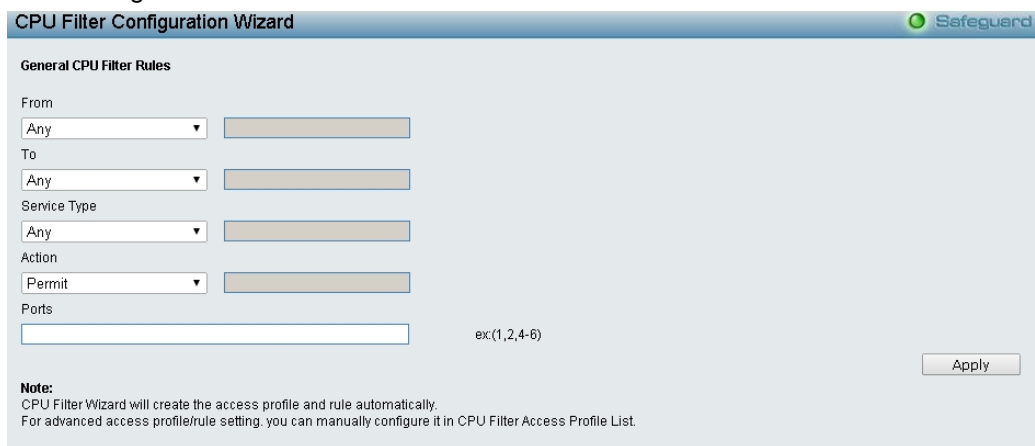 CPU Filter Configuration Wizard
Safeguard
General CPU Filter Rules
From
Any
To
Any
Service Type
Any
Action
Permit
Ports
ex:(1,2,4-6)
Apply
Note:
CPU Filter Wizard will create the access profile and rule automatically.
For advanced access profile/rule setting. you can manually configure it in CPU Filter Access Profile List.